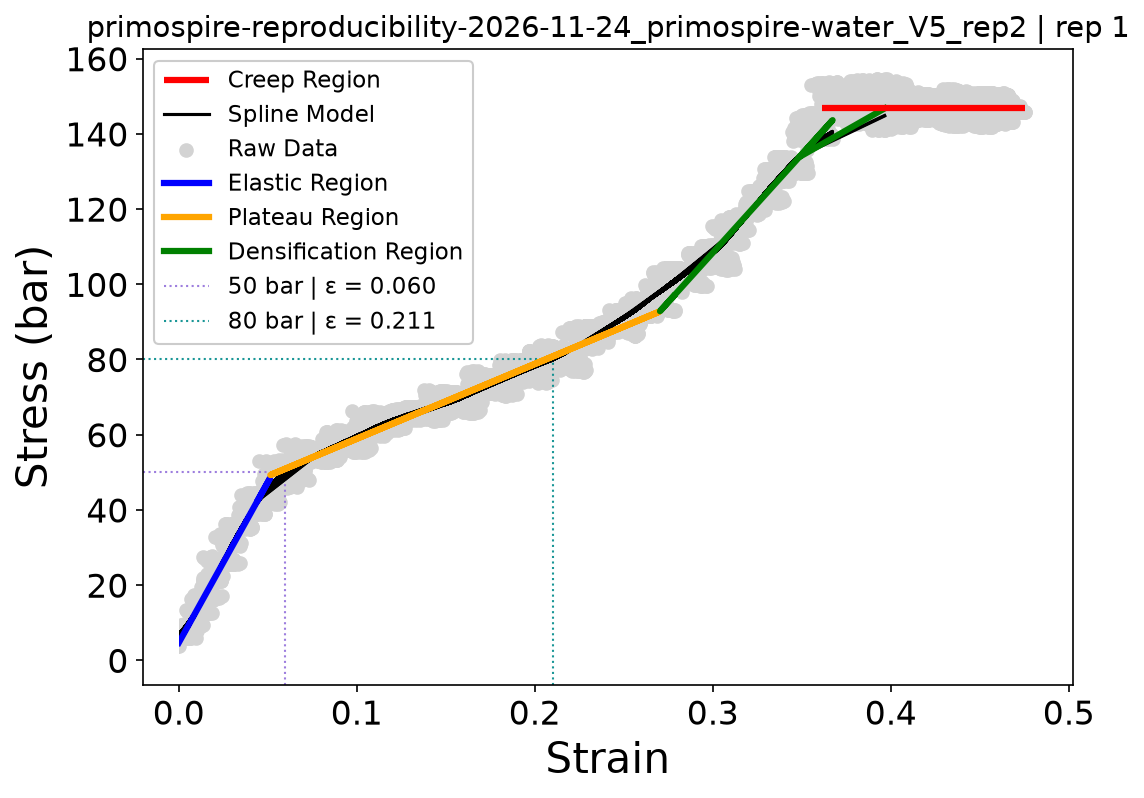 primospire-reproducibility-2026-11-24_primospire-water_V5_rep2 | rep 1
Creep Region
Spline Model
Raw Data
Elastic Region
Plateau Region
Densification Region
50 bar | ε = 0.060
80 bar | ε = 0.211
160
140
120
100
80
60
40
20
0
Stress (bar)
0.0 0.1 0.2 0.3 0.4 0.5
Strain